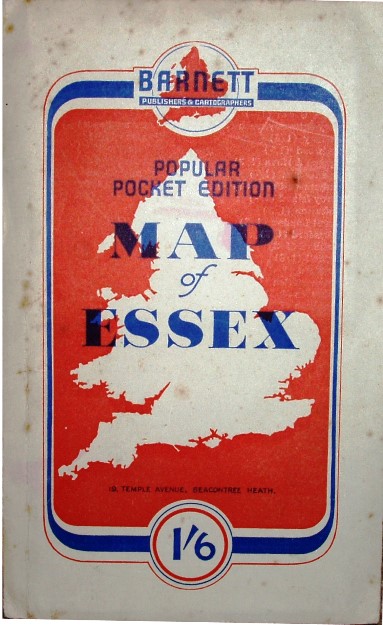 BARNETT
PUBLISHERS & CARTOGRAPHERS
POPULAR
POCKET EDITION
MAP
of
ESSEX
19, TEMPLE AVENUE, BEACONTREE HEATH.
1/6